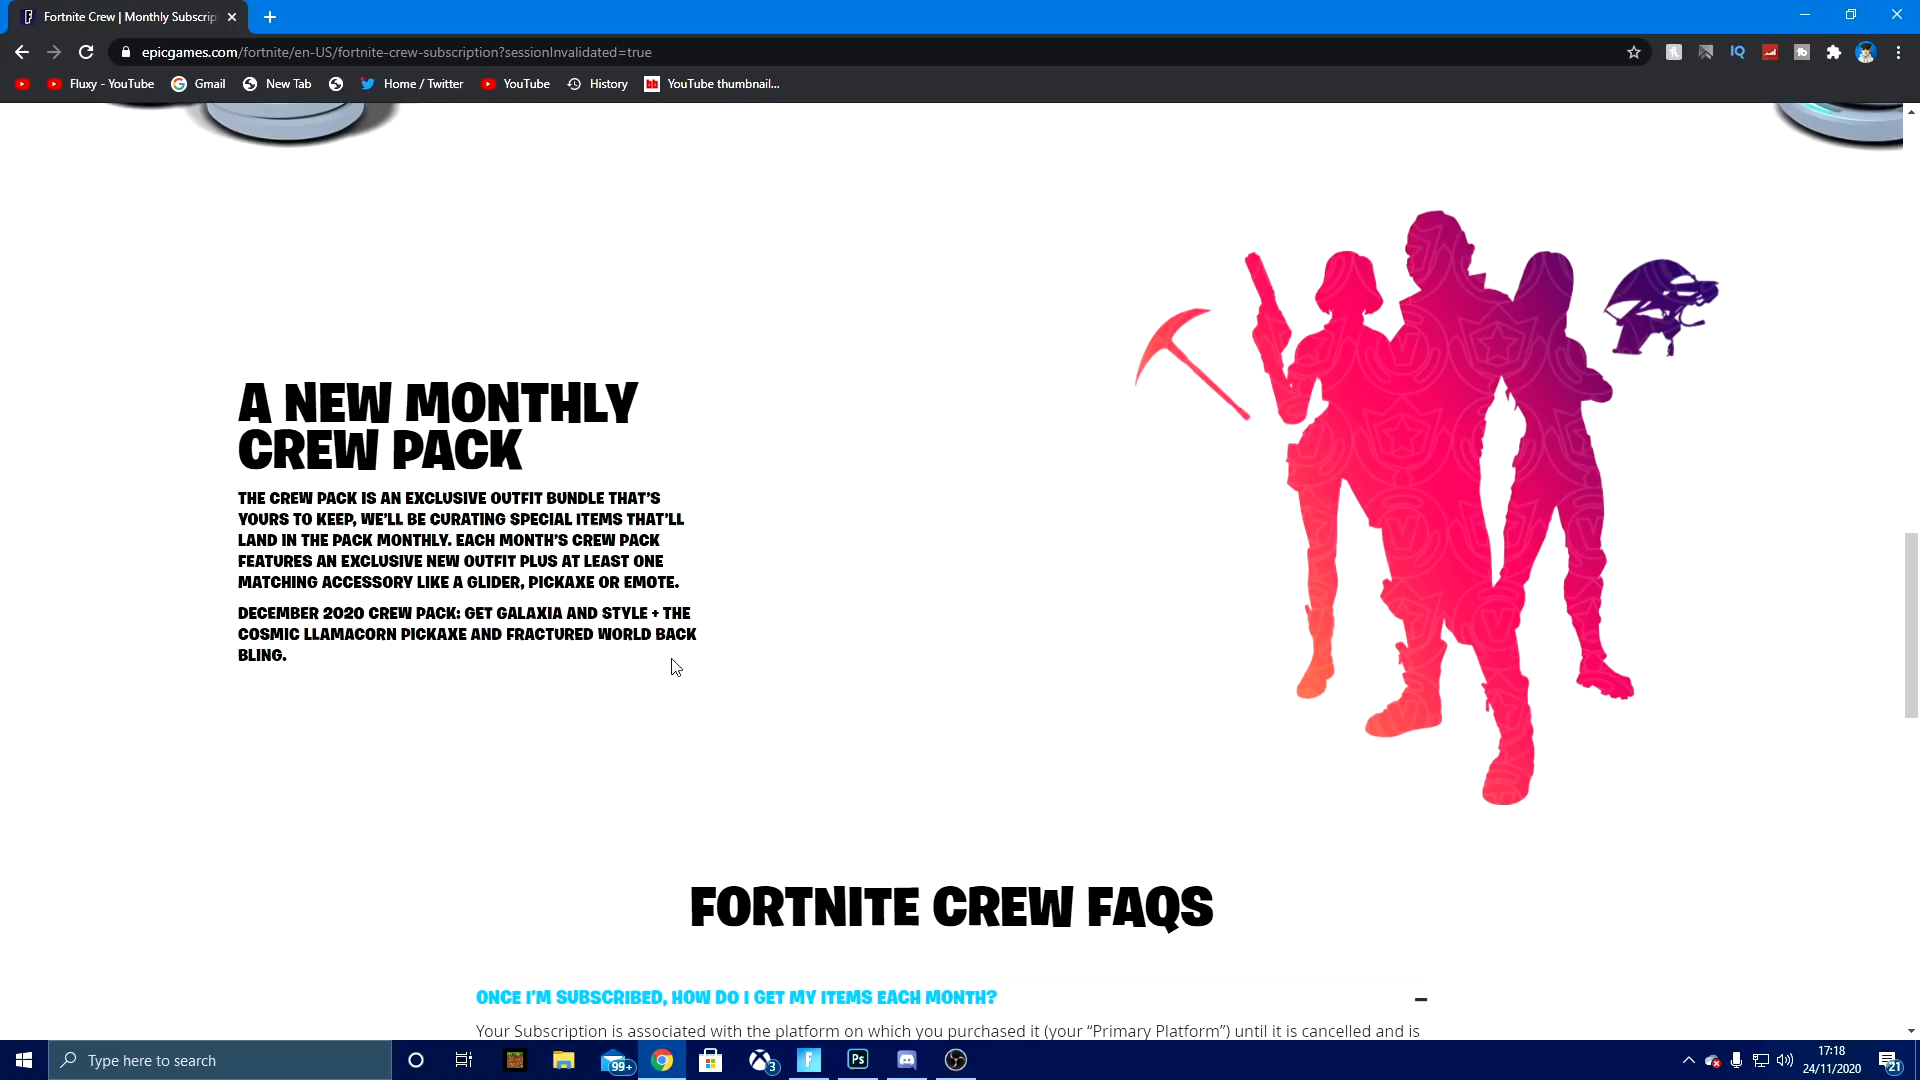 Fortnite Crew | Monthly Subscrip
epicgames.com/fortnite/en-US/fortnite-crew-subscription?sessionInvalidated=true
Fluxy - YouTube Gmail New Tab Home / Twitter YouTube History YouTube thumbnail...
A NEW MONTHLY
CREW PACK
THE CREW PACK IS AN EXCLUSIVE OUTFIT BUNDLE THAT'S
YOURS TO KEEP, WE'LL BE CURATING SPECIAL ITEMS THAT'LL
LAND IN THE PACK MONTHLY. EACH MONTH'S CREW PACK
FEATURES AN EXCLUSIVE NEW OUTFIT PLUS AT LEAST ONE
MATCHING ACCESSORY LIKE A GLIDER, PICKAXE OR EMOTE.
DECEMBER 2020 CREW PACK: GET GALAXIA AND STYLE + THE
COSMIC LLAMACORN PICKAXE AND FRACTURED WORLD BACK
BLING.
FORTNITE CREW FAQS
ONCE I'M SUBSCRIBED, HOW DO I GET MY ITEMS EACH MONTH?
Your Subscription is associated with the platform on which you purchased it (your “Primary Platform”) until it is cancelled and is
Type here to search
99+
3
Ps
17:18
24/11/2020
21